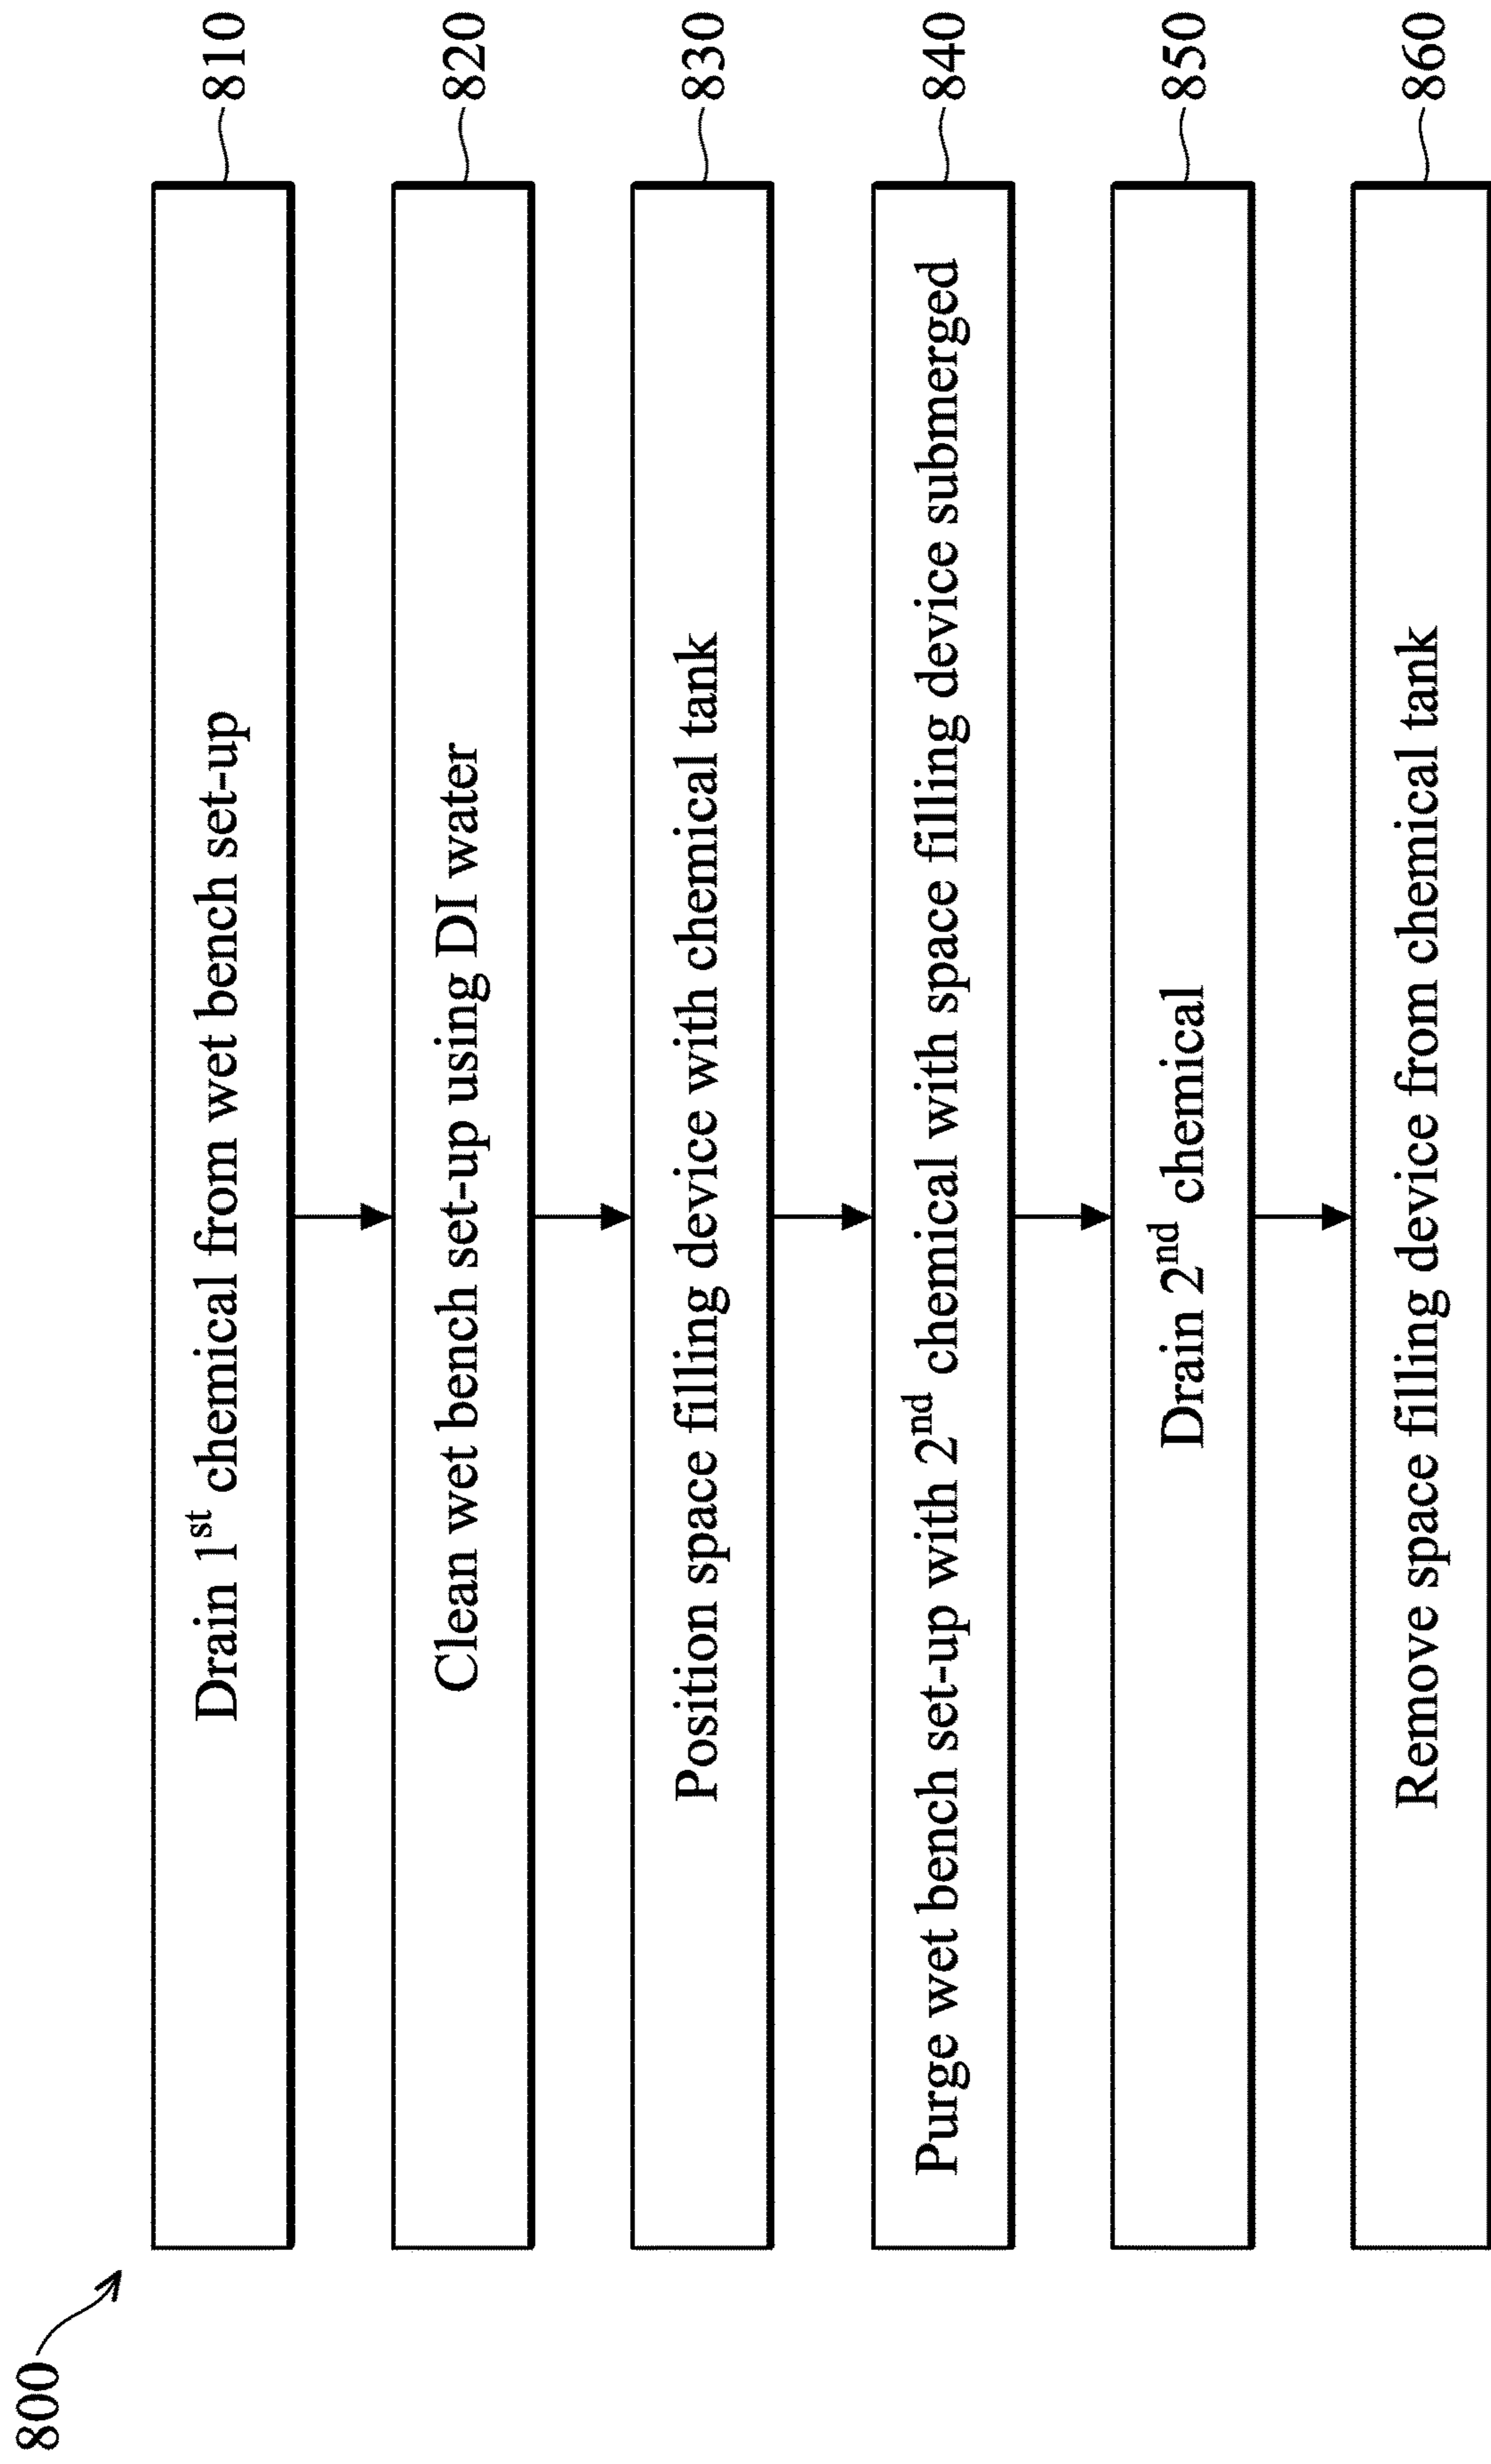 800
Drain 1st chemical from wet bench set-up
810
Clean wet bench set-up using DI water
820
Position space filling device with chemical tank
830
Purge wet bench set-up with 2nd chemical with space filling device submerged
840
Drain 2nd chemical
850
Remove space filling device from chemical tank
860